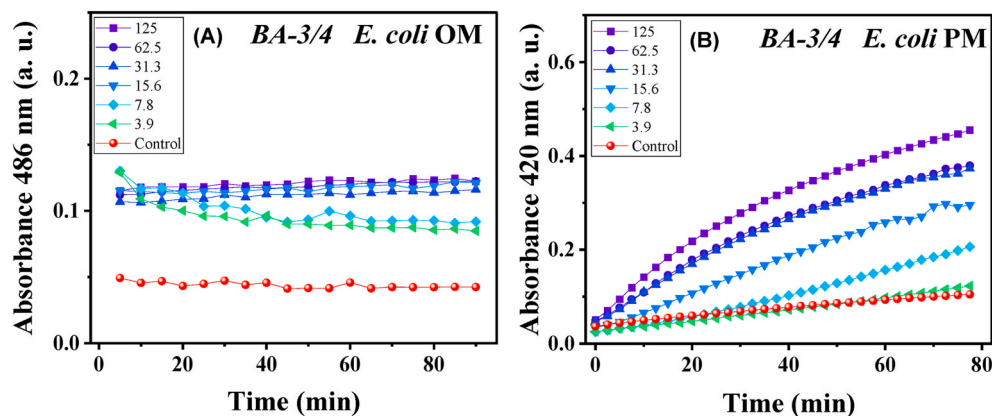 (A) BA-3/4 E. coli OM
125
62.5
31.3
15.6
7.8
3.9
Control
Absorbance 486 nm (a. u.)
0.2
0.1
0.0
0 20 40 60 80
Time (min)
(B) BA-3/4 E. coli PM
125
62.5
31.3
15.6
7.8
3.9
Control
Absorbance 420 nm (a. u.)
0.6
0.4
0.2
0.0
0 20 40 60 80
Time (min)